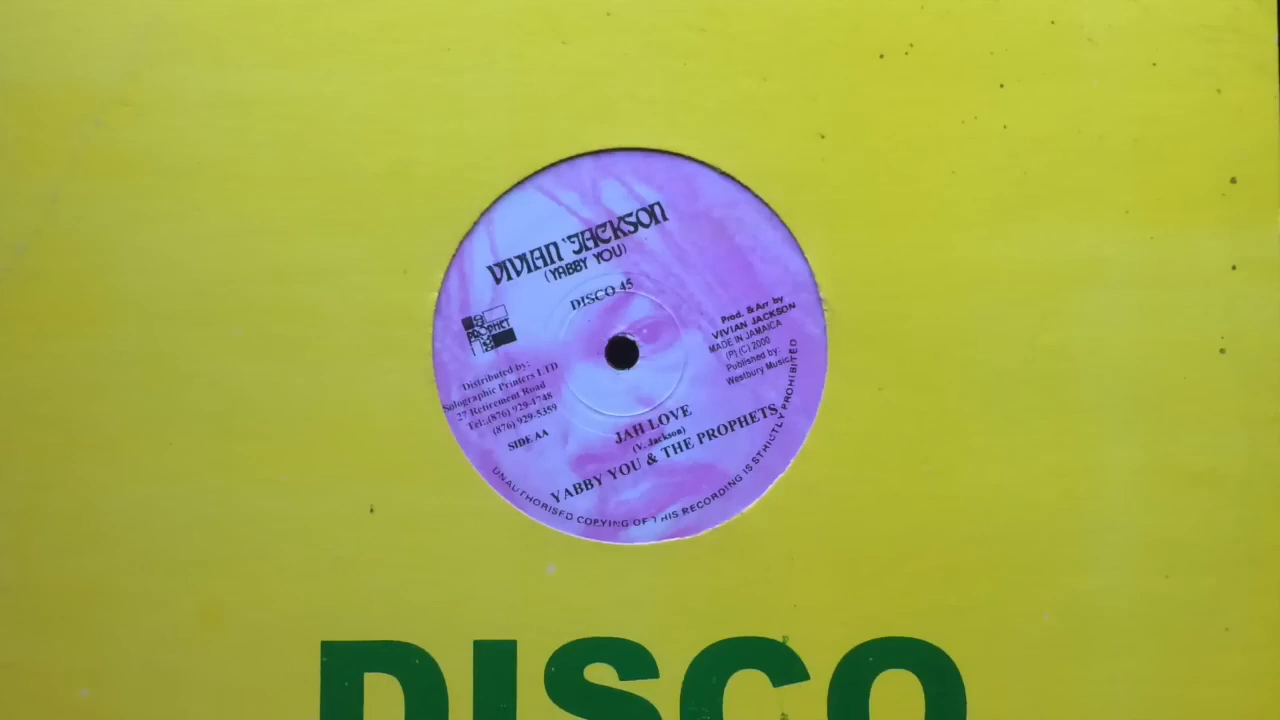 VIVIAN JACKSON
(YABBY YOU)
DISCO 45
PROPHET
Prod. & Arr by
VIVIAN JACKSON
MADE IN JAMAICA
(P) (C) 2000
Published by:
Westbury Music
Distributed by:
Solographic Printers LTD
27 Retirement Road
Tel:(876) 929-1748
(876) 929-5359
SIDE AA
JAH LOVE
(V. Jackson)
YABBY YOU & THE PROPHETS
UNAUTHORISED COPYING OF THIS RECORDING IS STRICTLY PROHIBITED
DISCO